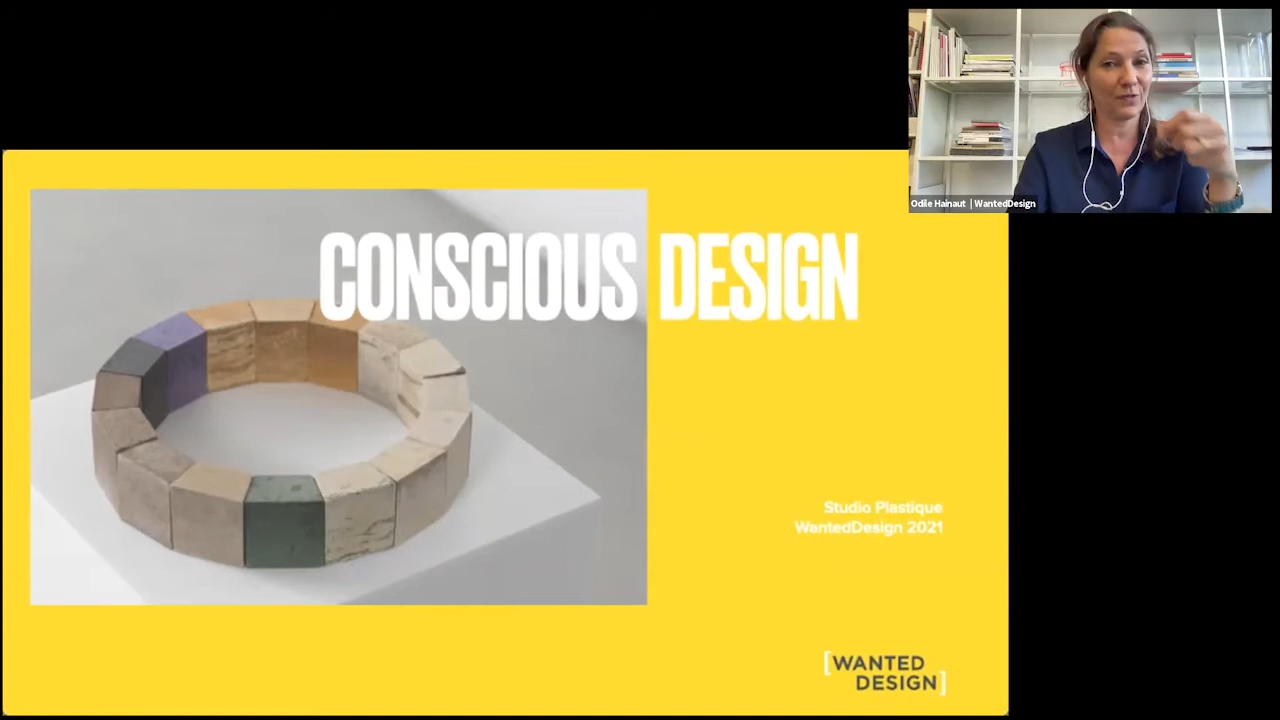 Odile Hainaut | WantedDesign
CONSCIOUS DESIGN
Studio Plastique
WantedDesign 2021
[WANTED
DESIGN]